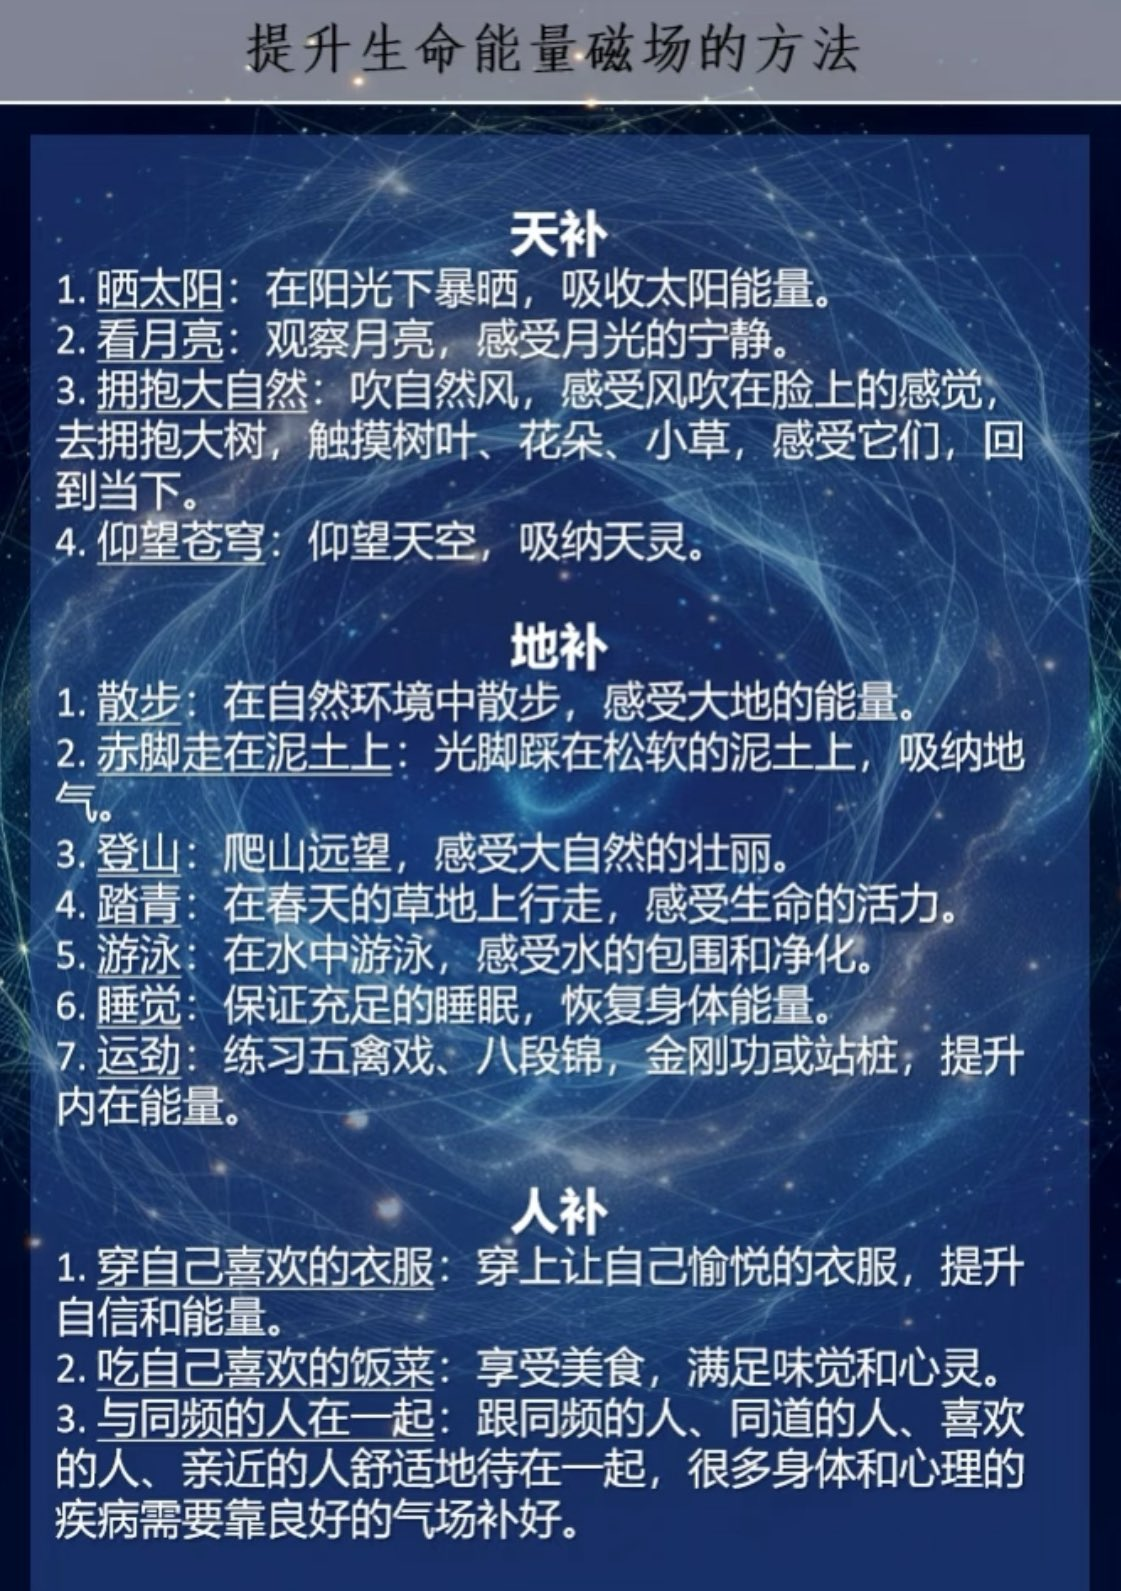 提升生命能量磁场的方法
天补
1. 晒太阳：在阳光下暴晒，吸收太阳能量。
2. 看月亮：观察月亮，感受月光的宁静。
3. 拥抱大自然：吹自然风，感受风吹在脸上的感觉，
去拥抱大树，触摸树叶、花朵、小草，感受它们，回
到当下。
4. 仰望苍穹：仰望天空，吸纳天灵。
地补
1. 散步：在自然环境中散步，感受大地的能量。
2. 赤脚走在泥土上：光脚踩在松软的泥土上，吸纳地
气。
3. 登山：爬山远望，感受大自然的壮丽。
4. 踏青：在春天的草地上行走，感受生命的活力。
5. 游泳：在水中游泳，感受水的包围和净化。
6. 睡觉：保证充足的睡眠，恢复身体能量。
7. 运劲：练习五禽戏、八段锦，金刚功或站桩，提升
内在能量。
人补
1. 穿自己喜欢的衣服：穿上让自己愉悦的衣服，提升
自信和能量。
2. 吃自己喜欢的饭菜：享受美食，满足味觉和心灵。
3. 与同频的人在一起：跟同频的人、同道的人、喜欢
的人、亲近的人舒适地待在一起，很多身体和心理的
疾病需要靠良好的气场补好。